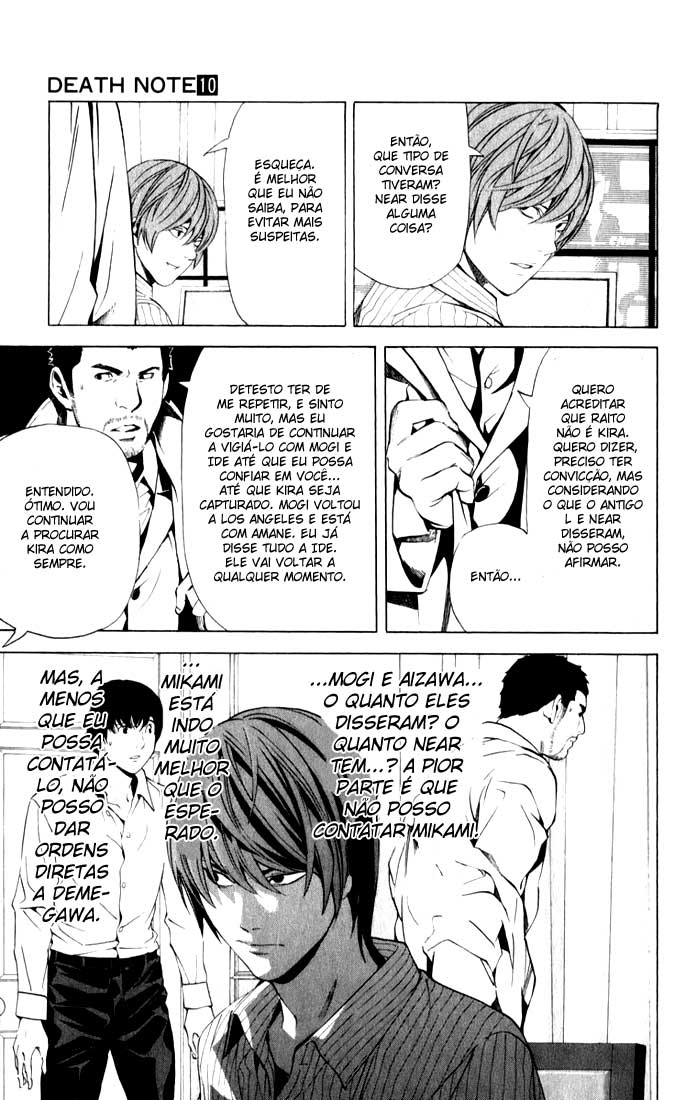 DEATH NOTE 10
ENTÃO,
QUE TIPO DE
CONVERSA
TIVERAM?
NEAR DISSE
ALGUMA
COISA?
ESQUEÇA.
É MELHOR
QUE EU NÃO
SAIBA, PARA
EVITAR MAIS
SUSPEITAS.
QUERO
ACREDITAR
QUE RAITO
NÃO É KIRA.
QUERO DIZER,
PRECISO TER
CONVICÇÃO, MAS
CONSIDERANDO
O QUE O ANTIGO
L E NEAR
DISSERAM,
NÃO POSSO
AFIRMAR.
ENTÃO...
DETESTO TER DE
ME REPETIR, E SINTO
MUITO, MAS EU
GOSTARIA DE CONTINUAR
A VIGIÁ-LO COM MOGI E
IDE ATÉ QUE EU POSSA
CONFIAR EM VOCÊ...
ATÉ QUE KIRA SEJA
CAPTURADO. MOGI VOLTOU
A LOS ANGELES E ESTÁ
COM AMANE. EU JÁ
DISSE TUDO A IDE.
ELE VAI VOLTAR A
QUALQUER MOMENTO.
ENTENDIDO.
ÓTIMO. VOU
CONTINUAR
A PROCURAR
KIRA COMO
SEMPRE.
...MOGI E AIZAWA...
O QUANTO ELES
DISSERAM? O
QUANTO NEAR
TEM...? A PIOR
PARTE É QUE
NÃO POSSO
CONTATAR MIKAMI.
...
MIKAMI
ESTÁ
INDO
MUITO
MELHOR
QUE O
ESPE-
RADO.
MAS, A
MENOS
QUE EU
POSSA
CONTATÁ-
LO, NÃO
POSSO
DAR
ORDENS
DIRETAS
A DEME-
GAWA.